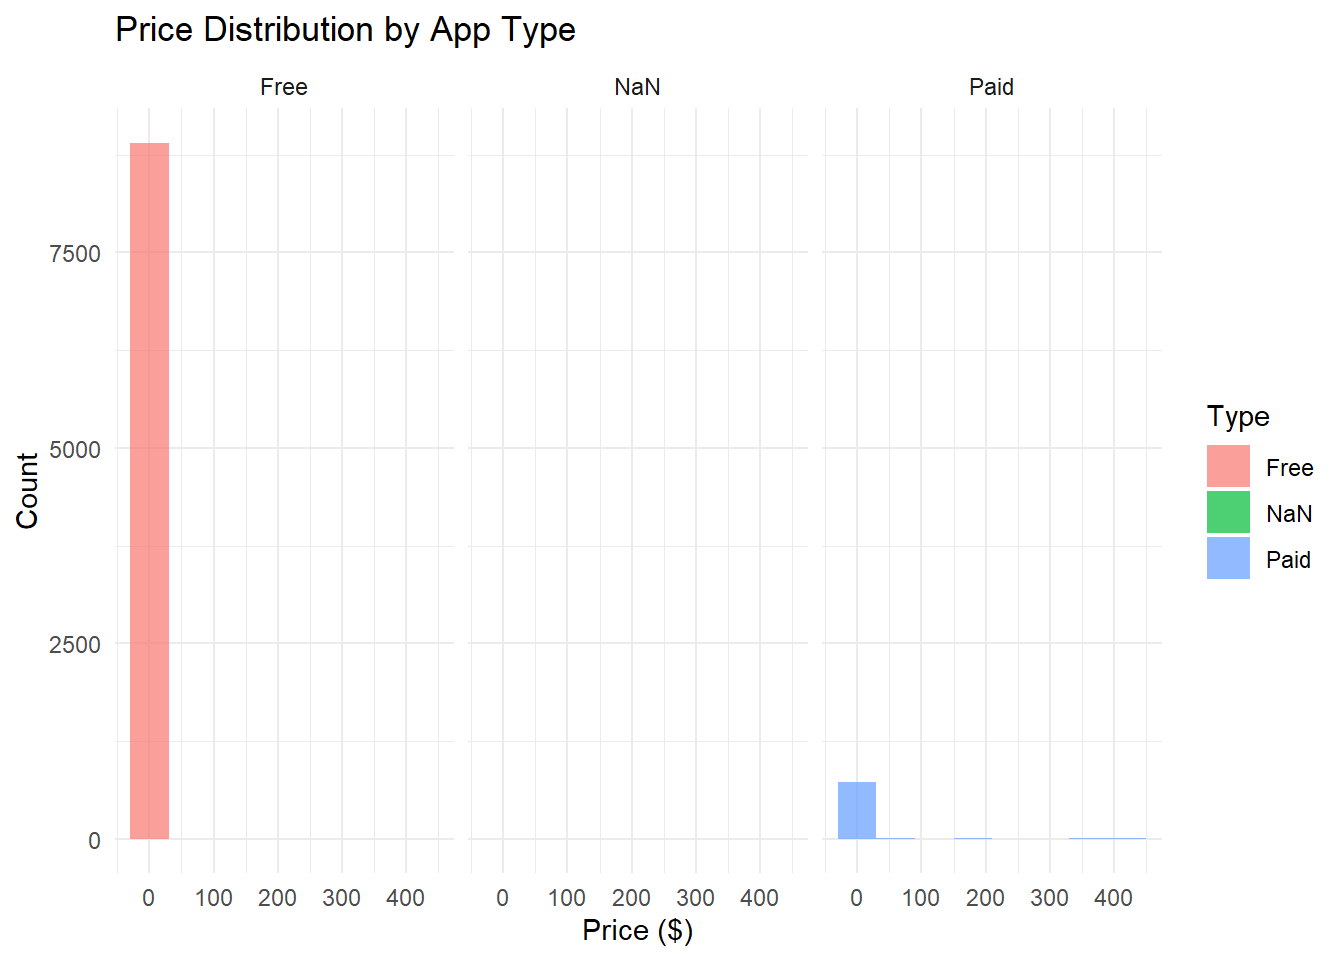 Price Distribution by App Type
Free NaN Paid
7500
5000
2500
0
Count
0 100 200 300 400 0 100 200 300 400 0 100 200 300 400
Price ($)
Type
Free
NaN
Paid